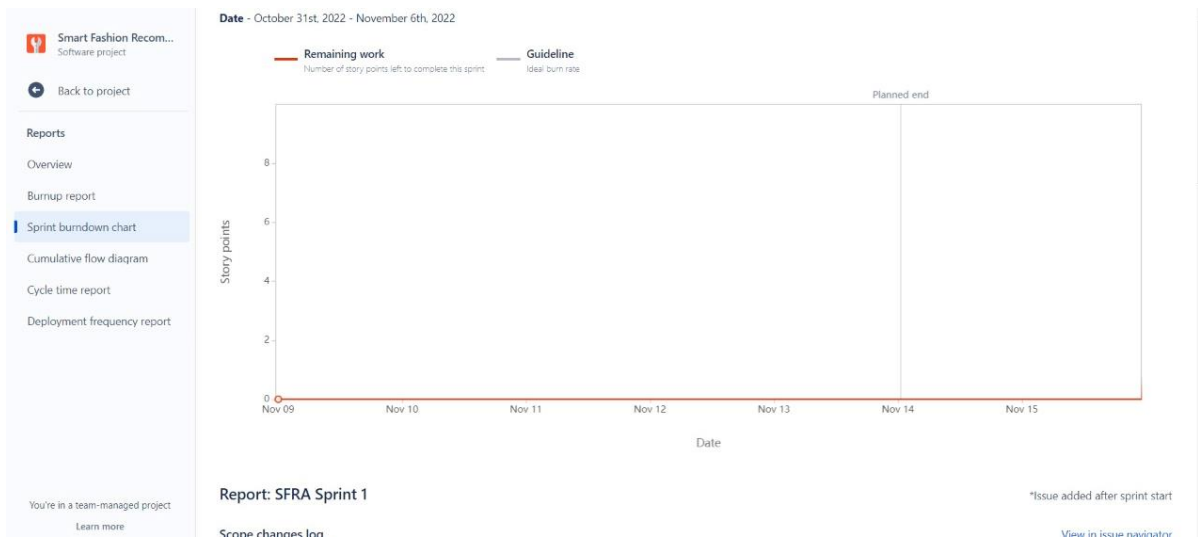 Smart Fashion Recom...
Software project
Back to project
Reports
Overview
Burnup report
Sprint burndown chart
Cumulative flow diagram
Cycle time report
Deployment frequency report
You're in a team-managed project
Learn more
Date - October 31st, 2022 - November 6th, 2022
Remaining work
Number of story points left to complete this sprint
Guideline
Ideal burn rate
Planned end
8
6
4
2
0
Story points
Nov 09 Nov 10 Nov 11 Nov 12 Nov 13 Nov 14 Nov 15
Date
Report: SFRA Sprint 1
*Issue added after sprint start
Scope changes log
View in issue navigator